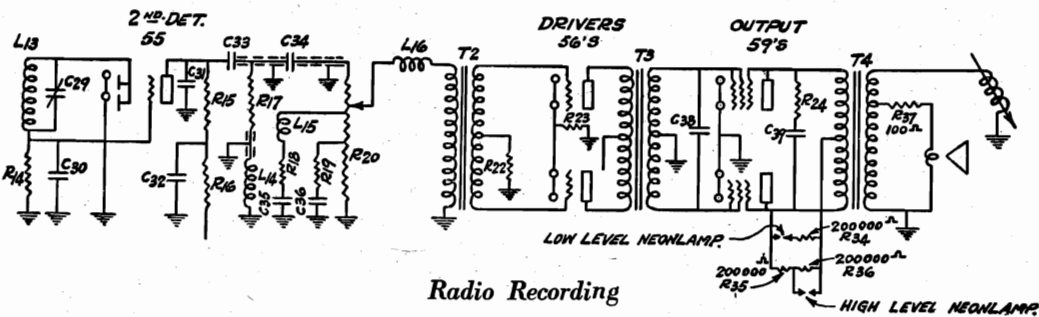 2ND DET.
55
DRIVERS
56'S
OUTPUT
59'S
L13
C29
C31
C33
C34
L16
T2
T3
T4
R15
R17
L15
R23
C38
R24
C39
R37
100Ω
R14
C30
C32
R16
L14
C35
R18
C36
R19
R20
R22
LOW LEVEL NEONLAMP.
200000Ω
R34
200000Ω
R35
200000Ω
R36
HIGH LEVEL NEONLAMP.
Radio Recording